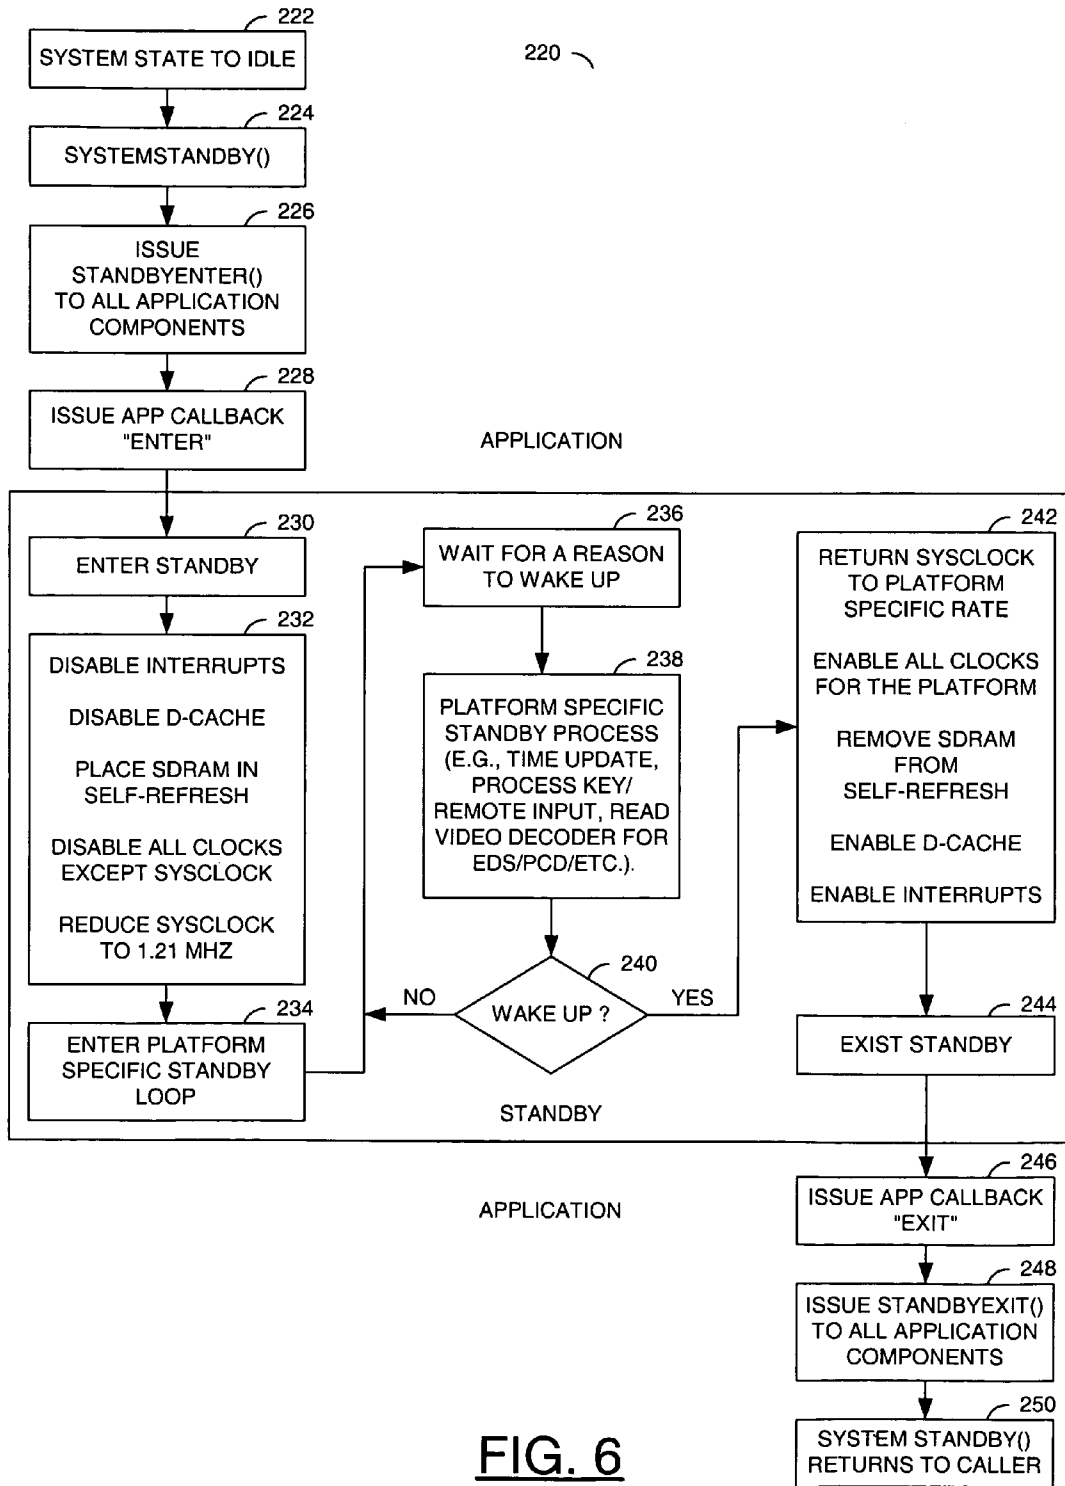 222
SYSTEM STATE TO IDLE
220
224
SYSTEMSTANDBY()
226
ISSUE
STANDBYENTER()
TO ALL APPLICATION
COMPONENTS
228
ISSUE APP CALLBACK
"ENTER"
APPLICATION
230
ENTER STANDBY
232
DISABLE INTERRUPTS
DISABLE D-CACHE
PLACE SDRAM IN
SELF-REFRESH
DISABLE ALL CLOCKS
EXCEPT SYSCLOCK
REDUCE SYSCLOCK
TO 1.21 MHZ
234
ENTER PLATFORM
SPECIFIC STANDBY
LOOP
236
WAIT FOR A REASON
TO WAKE UP
238
PLATFORM SPECIFIC
STANDBY PROCESS
(E.G., TIME UPDATE,
PROCESS KEY/
REMOTE INPUT, READ
VIDEO DECODER FOR
EDS/PCD/ETC.).
240
NO
WAKE UP ?
YES
STANDBY
242
RETURN SYSCLOCK
TO PLATFORM
SPECIFIC RATE
ENABLE ALL CLOCKS
FOR THE PLATFORM
REMOVE SDRAM
FROM
SELF-REFRESH
ENABLE D-CACHE
ENABLE INTERRUPTS
244
EXIST STANDBY
APPLICATION
246
ISSUE APP CALLBACK
"EXIT"
248
ISSUE STANDBYEXIT()
TO ALL APPLICATION
COMPONENTS
250
SYSTEM STANDBY()
RETURNS TO CALLER
FIG. 6